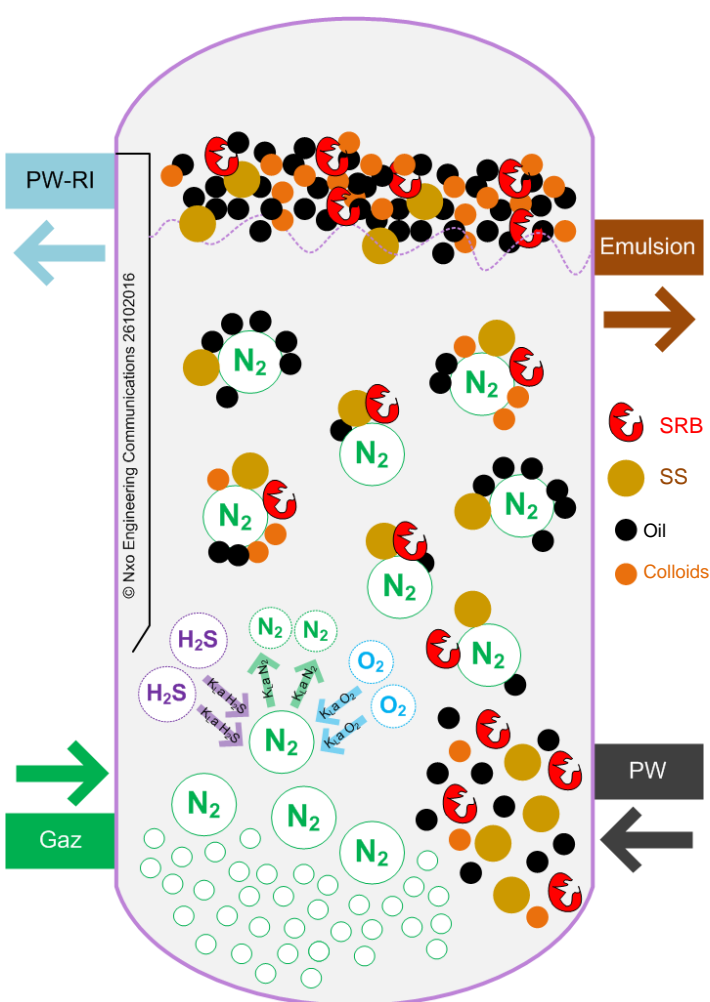 PW-RI
Emulsion
© Nxo Engineering Communications 26102016
N₂
N₂
N₂
SRB
SS
Oil
Colloids
N₂
N₂
N₂
N₂
H₂S
N₂
N₂
O₂
H₂S
O₂
KLa H₂S
KLa H₂S
KLa N₂
KLa N₂
KLa O₂
KLa O₂
N₂
PW
N₂
N₂
N₂
Gaz